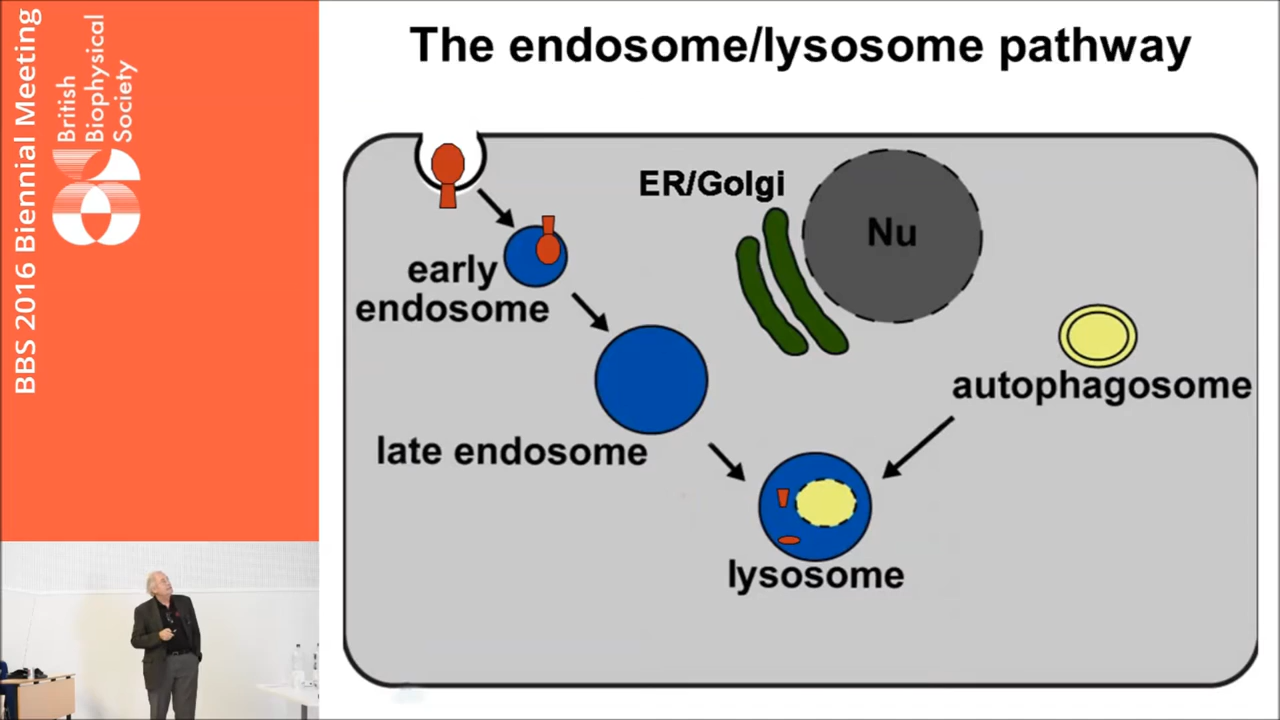 BBS 2016 Biennial Meeting
British
Biophysical
Society
The endosome/lysosome pathway
ER/Golgi
Nu
early
endosome
autophagosome
late endosome
lysosome